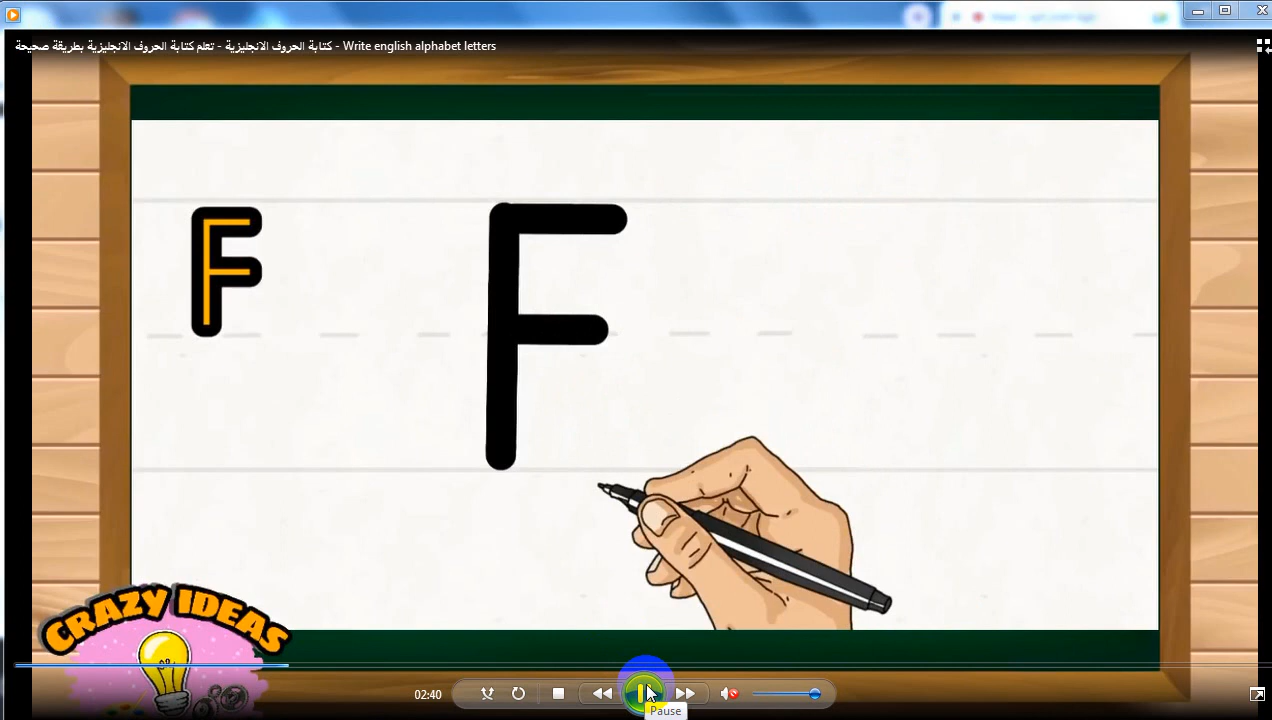 كتابة الحروف الانجليزية - تعلم كتابة الحروف الانجليزية بطريقة صحيحة - Write english alphabet letters
F F
CRAZY IDEAS
02:40
Pause